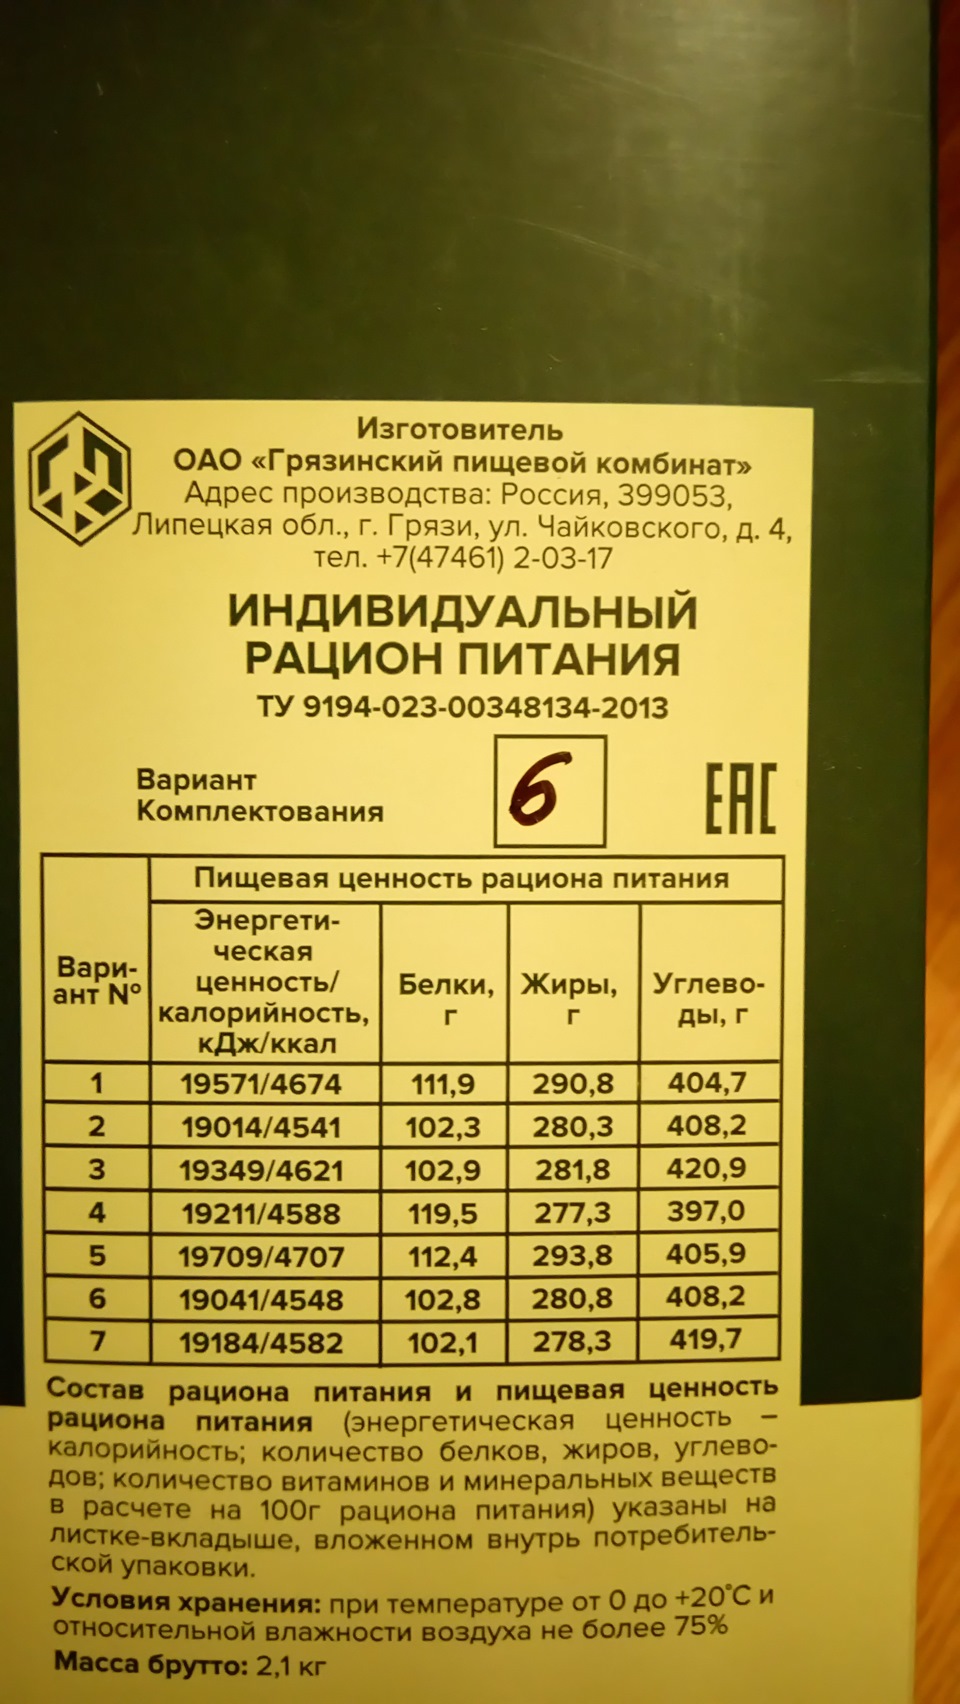 Изготовитель
ОАО «Грязинский пищевой комбинат»
Адрес производства: Россия, 399053,
Липецкая обл., г. Грязи, ул. Чайковского, д. 4,
тел. +7(47461) 2-03-17
ИНДИВИДУАЛЬНЫЙ
РАЦИОН ПИТАНИЯ
ТУ 9194-023-00348134-2013
Вариант
Комплектования
6
EAC
Вари-
ант №
Пищевая ценность рациона питания
Энергети-
ческая
ценность/
калорийность,
кДж/ккал
Белки,
г
Жиры,
г
Углево-
ды, г
1 19571/4674 111,9 290,8 404,7
2 19014/4541 102,3 280,3 408,2
3 19349/4621 102,9 281,8 420,9
4 19211/4588 119,5 277,3 397,0
5 19709/4707 112,4 293,8 405,9
6 19041/4548 102,8 280,8 408,2
7 19184/4582 102,1 278,3 419,7
Состав рациона питания и пищевая ценность
рациона питания (энергетическая ценность –
калорийность; количество белков, жиров, углево-
дов; количество витаминов и минеральных веществ
в расчете на 100г рациона питания) указаны на
листке-вкладыше, вложенном внутрь потребитель-
ской упаковки.
Условия хранения: при температуре от 0 до +20°С и
относительной влажности воздуха не более 75%
Масса брутто: 2,1 кг